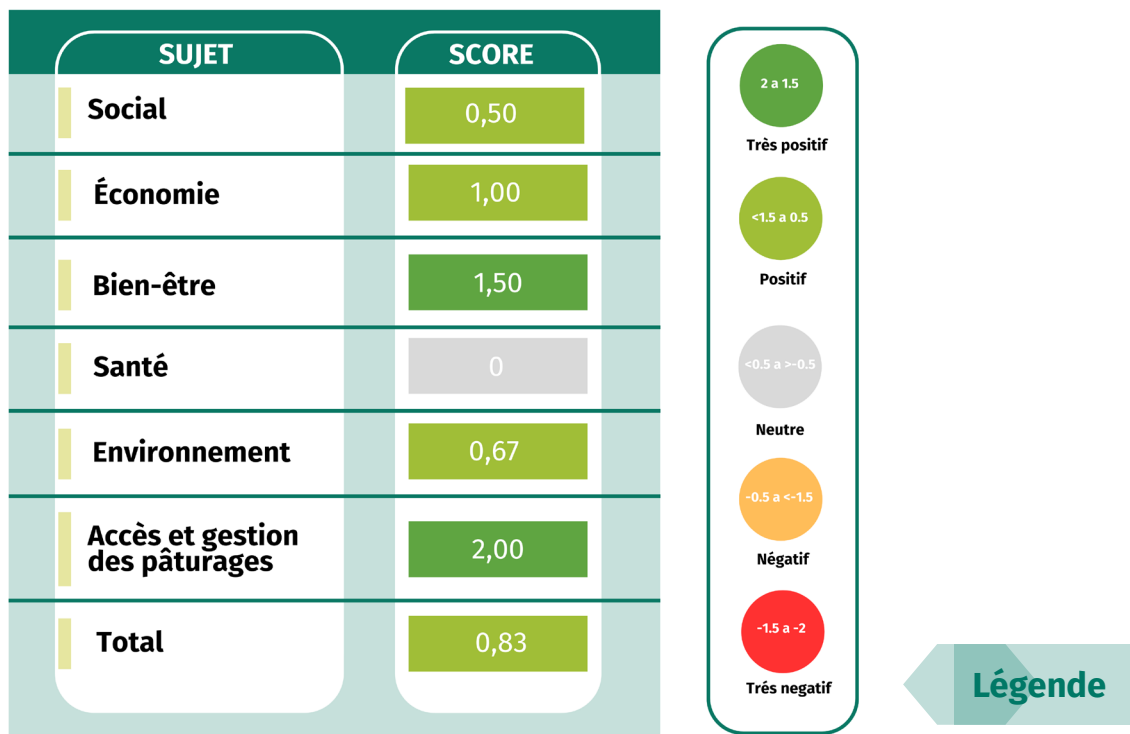 SUJET SCORE
Social 0,50
Économie 1,00
Bien-être 1,50
Santé 0
Environnement 0,67
Accès et gestion
des pâturages 2,00
Total 0,83
2 a 1.5
Très positif
<1.5 a 0.5
Positif
<0.5 a >-0.5
Neutre
-0.5 a <-1.5
Négatif
-1.5 a -2
Trés negatif
Légende